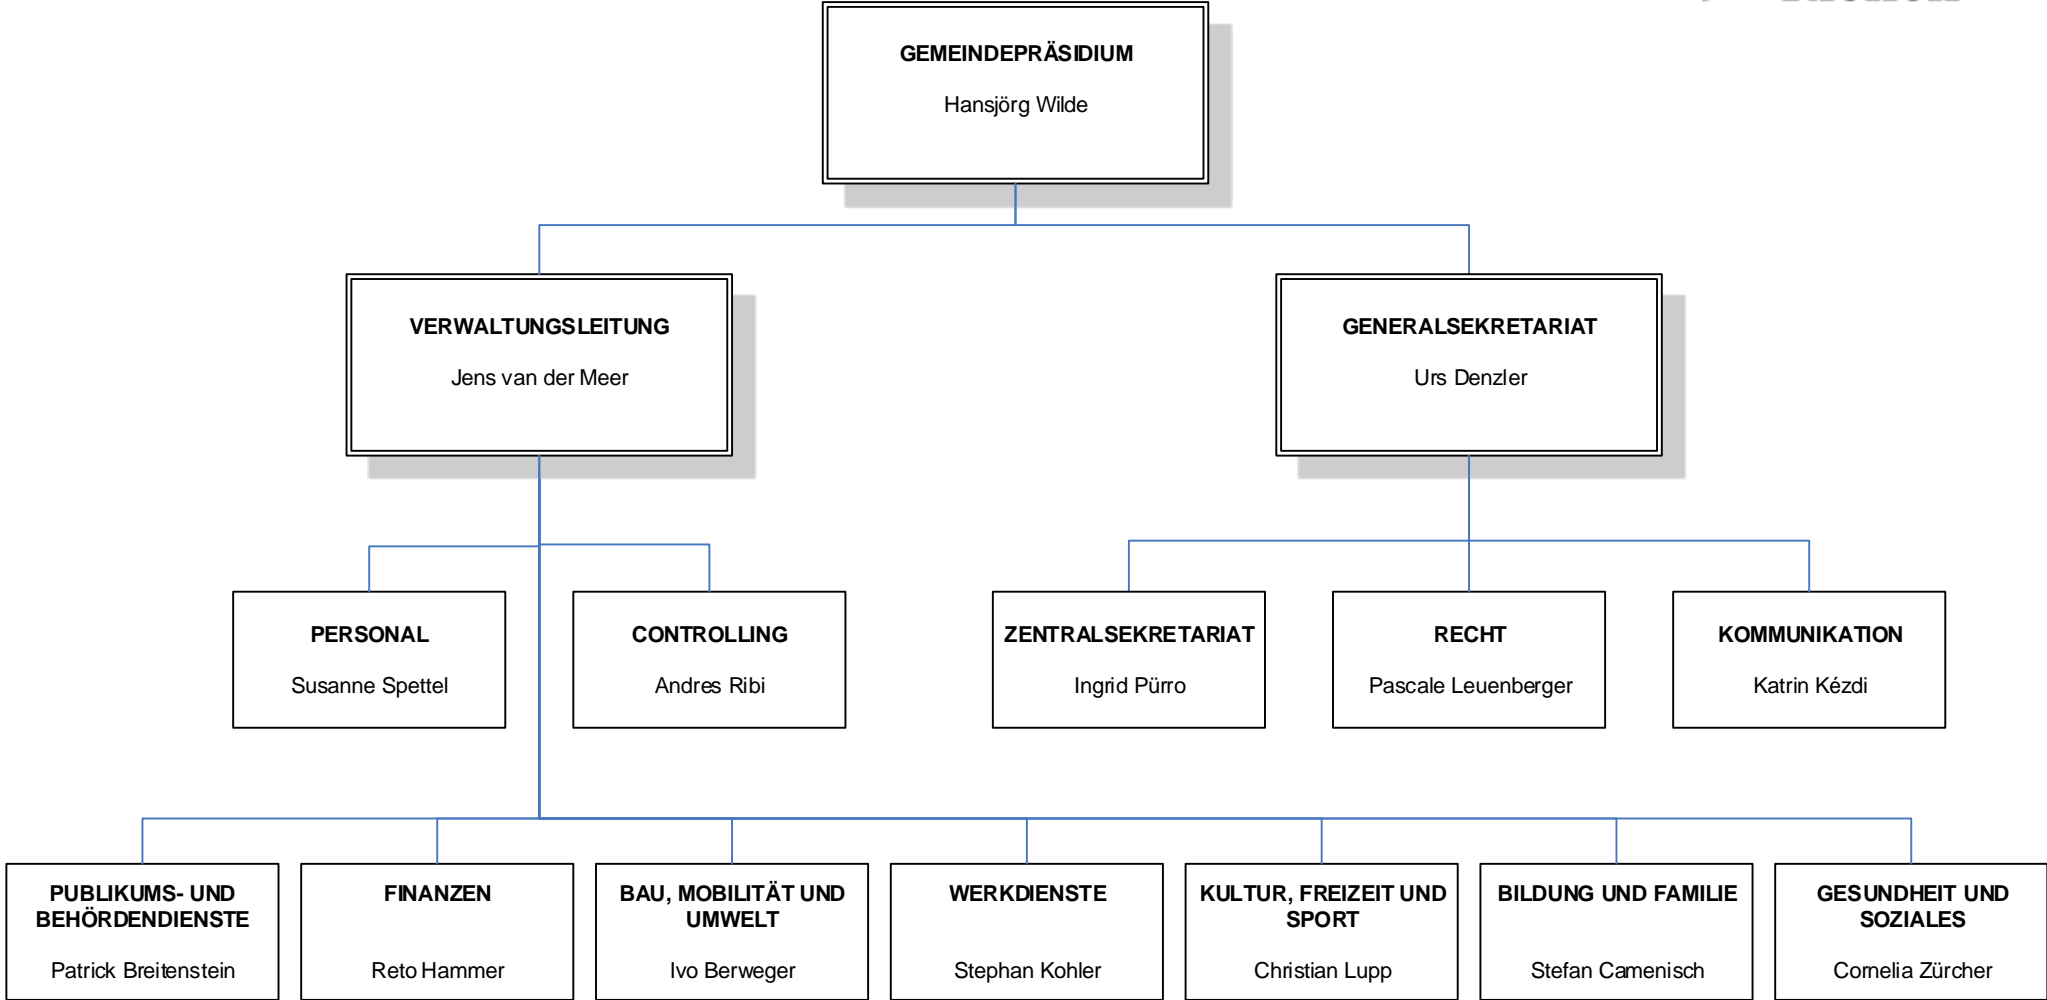 GEMEINDEPRÄSIDIUM
Hansjörg Wilde
VERWALTUNGSLEITUNG
Jens van der Meer
GENERALSEKRETARIAT
Urs Denzler
PERSONAL
Susanne Spettel
CONTROLLING
Andres Ribi
ZENTRALSEKRETARIAT
Ingrid Pürro
RECHT
Pascale Leuenberger
KOMMUNIKATION
Katrin Kézdi
PUBLIKUMS- UND
BEHÖRDENDIENSTE
Patrick Breitenstein
FINANZEN
Reto Hammer
BAU, MOBILITÄT UND
UMWELT
Ivo Berweger
WERKDIENSTE
Stephan Kohler
KULTUR, FREIZEIT UND
SPORT
Christian Lupp
BILDUNG UND FAMILIE
Stefan Camenisch
GESUNDHEIT UND
SOZIALES
Cornelia Zürcher